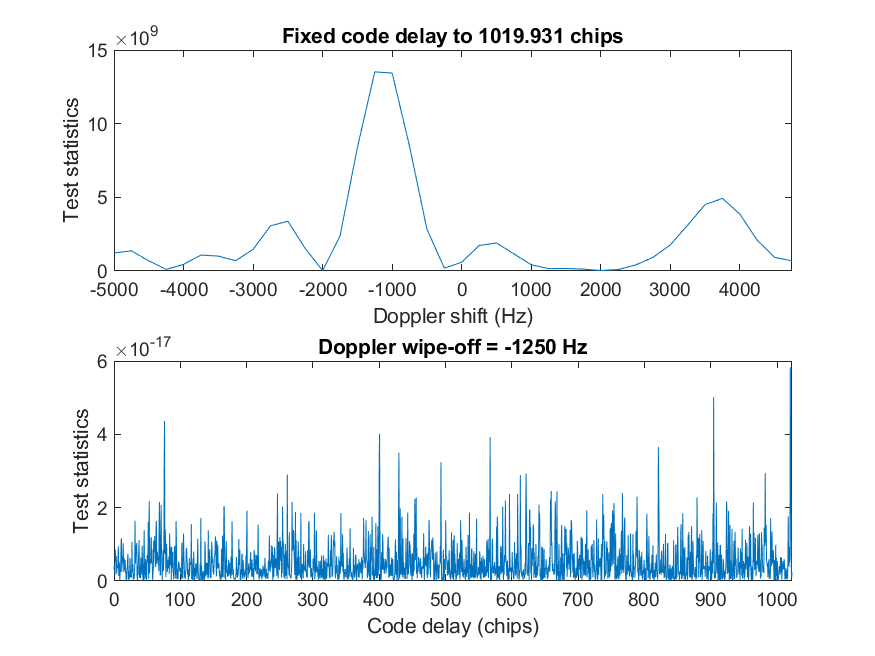 ×10^9
Fixed code delay to 1019.931 chips
15
10
5
0
Test statistics
-5000 -4000 -3000 -2000 -1000 0 1000 2000 3000 4000
Doppler shift (Hz)
×10^-17
Doppler wipe-off = -1250 Hz
6
4
2
0
Test statistics
0 100 200 300 400 500 600 700 800 900 1000
Code delay (chips)